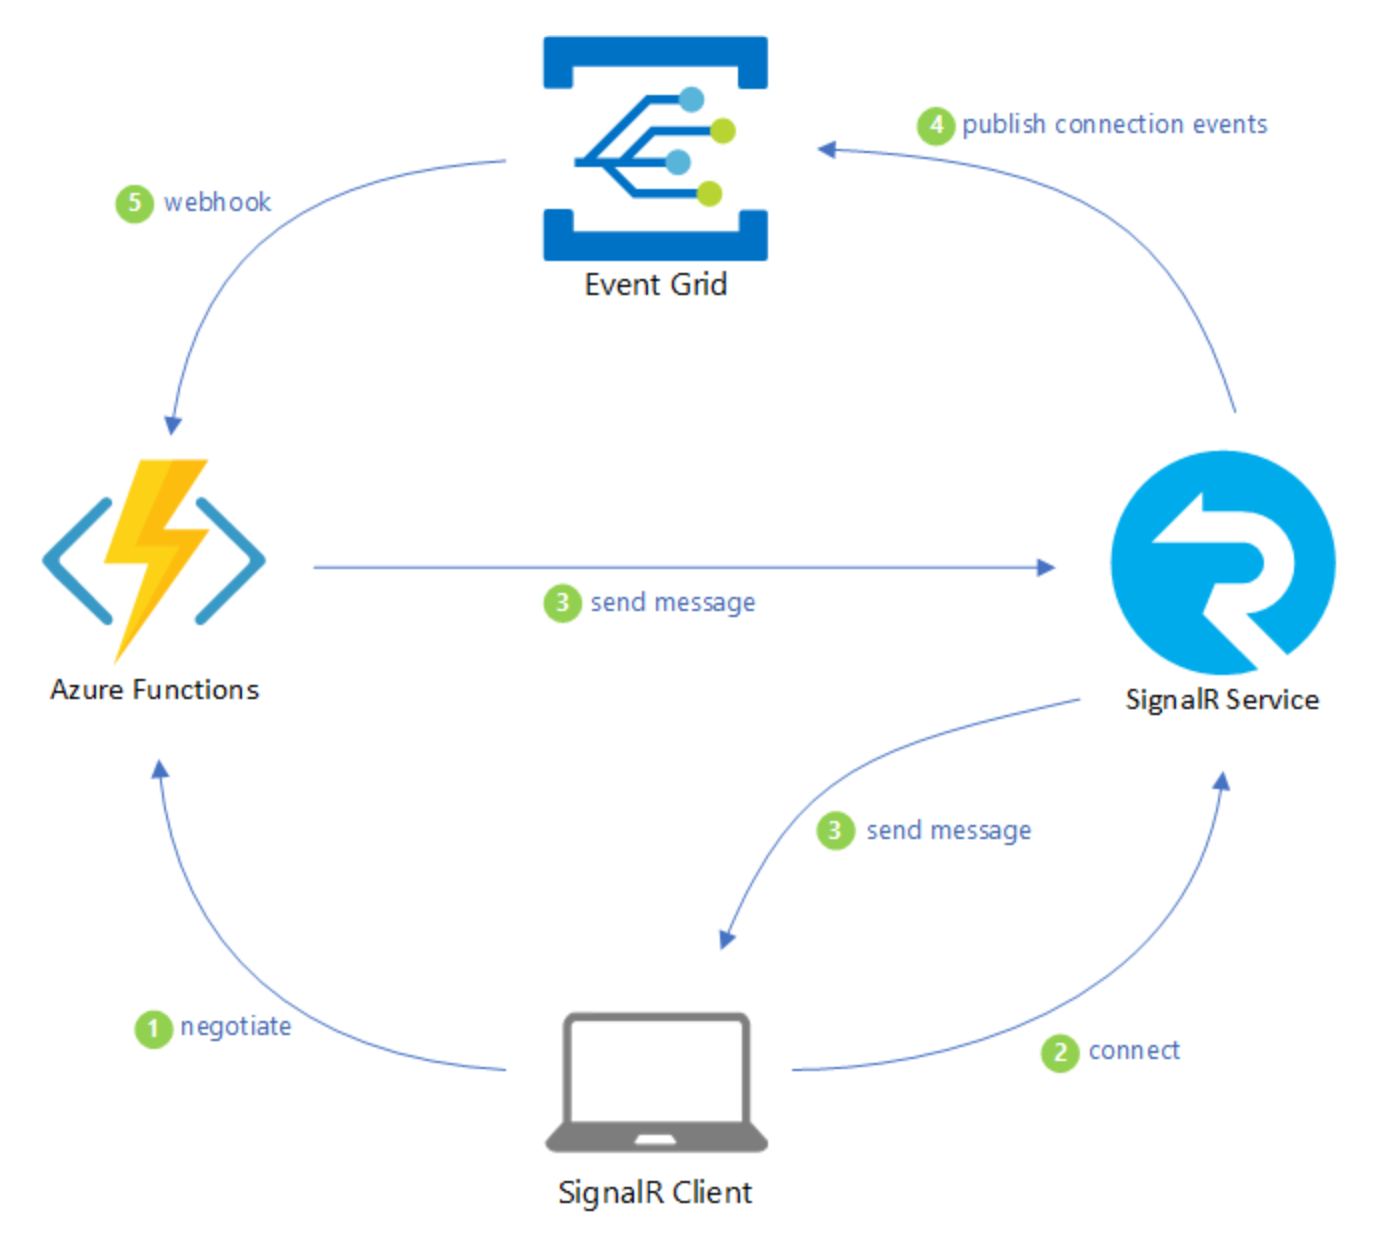 4 publish connection events
5 webhook
Event Grid
3 send message
Azure Functions
SignalR Service
3 send message
1 negotiate
2 connect
SignalR Client